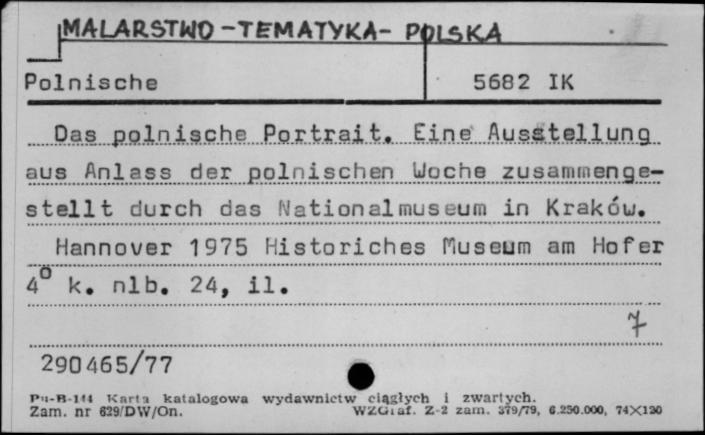 MALARSTWO-TEMATYKA-POLSKA
Polnische 5682 IK
Das polnische Portrait. Eine Ausstellung
aus Anlass der polnischen Woche zusammenge-
stellt durch das Nationalmuseum in Kraków.
Hannover 1975 Historiches Museum am Hofer
4° k. nlb. 24, il.
7
290465/77
Pu-B-144 Karta katalogowa wydawnictw ciągłych i zwartych.
Zam. nr 629/DW/On. WZGraf. Z-2 zam. 379/79, 6.250.000, 74×120